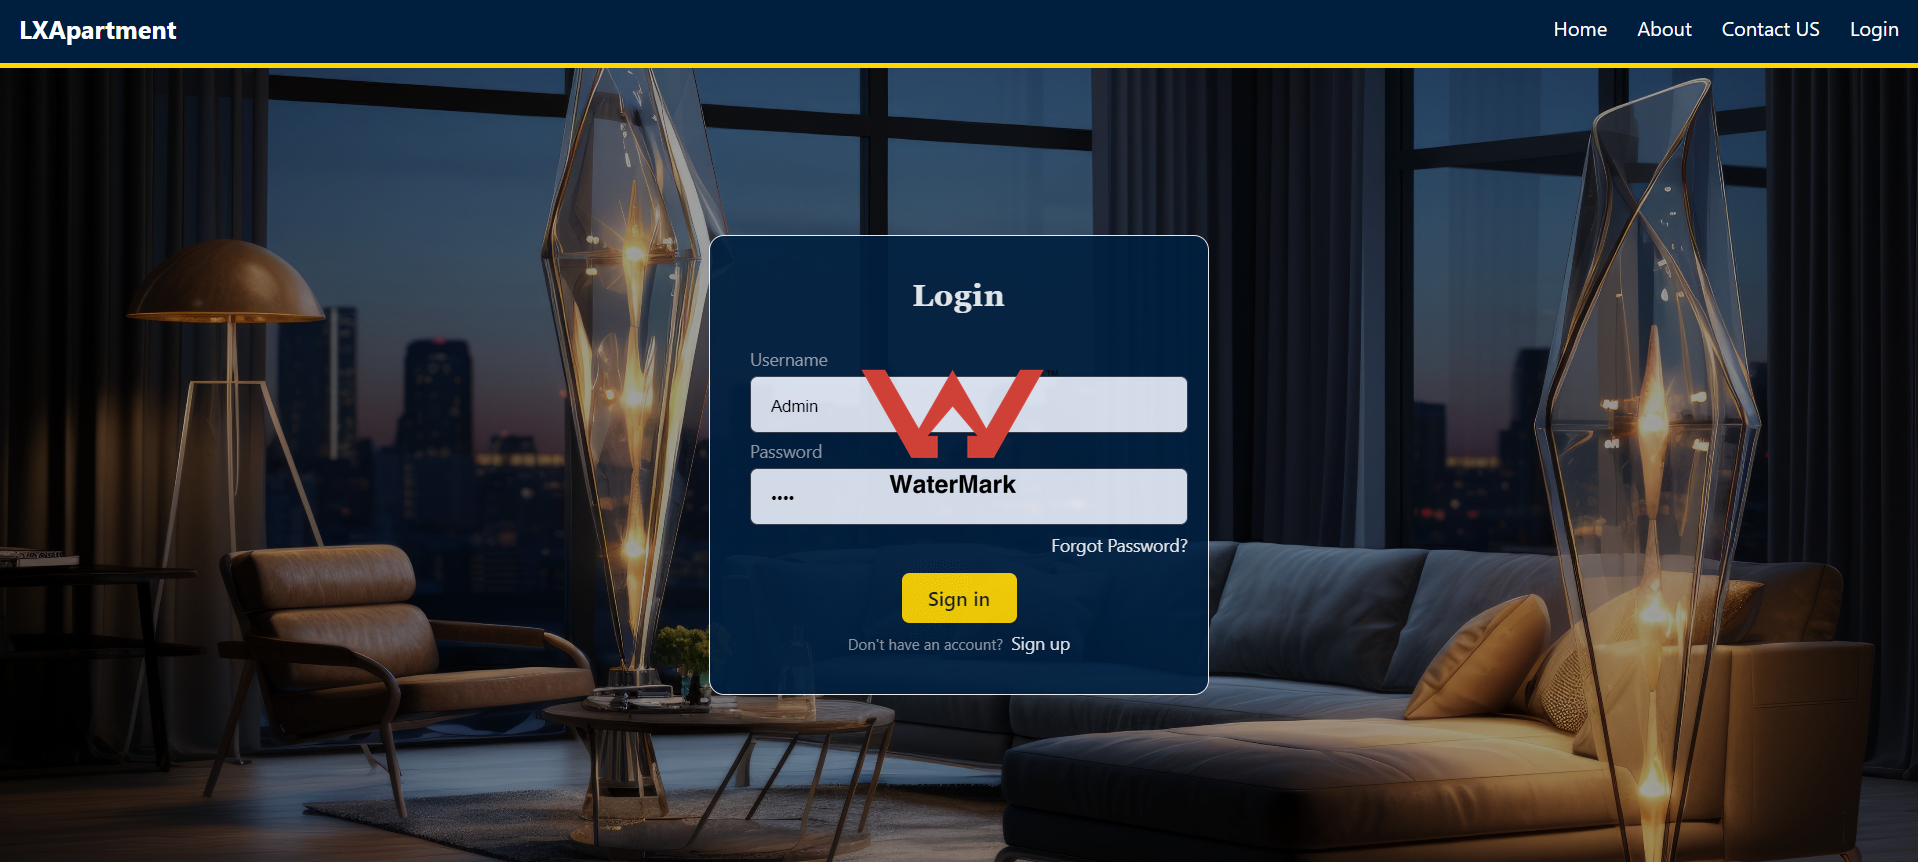 LXApartment
Home About Contact US Login
Login
Username
Admin
TM
Password
••••
WaterMark
Forgot Password?
Sign in
Don't have an account? Sign up